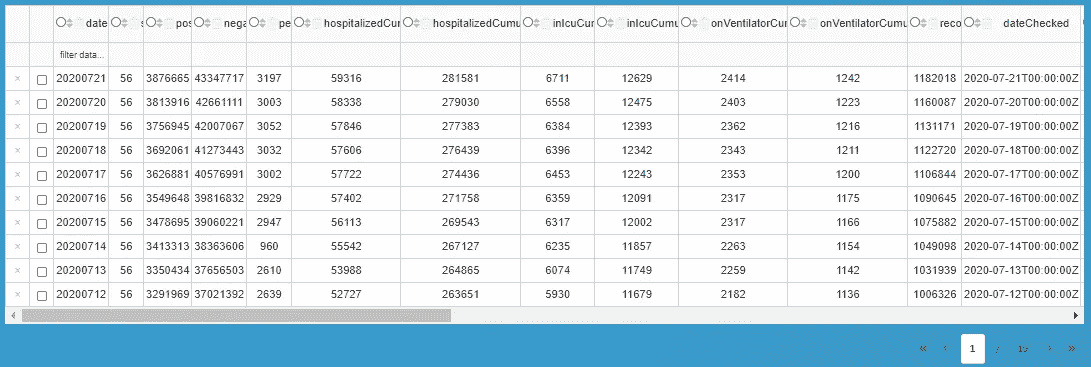 date s pos nega pe hospitalizedCur hospitalizedCumu inIcuCur inIcuCumu onVentilatorCu onVentilatorCumu reco dateChecked
filter data...
20200721 56 3876665 43347717 3197 59316 281581 6711 12629 2414 1242 1182018 2020-07-21T00:00:00Z
20200720 56 3813916 42661111 3003 58338 279030 6558 12475 2403 1223 1160087 2020-07-20T00:00:00Z
20200719 56 3756945 42007067 3052 57846 277383 6384 12393 2362 1216 1131171 2020-07-19T00:00:00Z
20200718 56 3692061 41273443 3032 57606 276439 6396 12342 2343 1211 1122720 2020-07-18T00:00:00Z
20200717 56 3626881 40576991 3002 57722 274436 6453 12243 2353 1200 1106844 2020-07-17T00:00:00Z
20200716 56 3549648 39816832 2929 57402 271758 6359 12091 2317 1175 1090645 2020-07-16T00:00:00Z
20200715 56 3478695 39060221 2947 56113 269543 6317 12002 2317 1166 1075882 2020-07-15T00:00:00Z
20200714 56 3413313 38363606 960 55542 267127 6235 11857 2263 1154 1049098 2020-07-14T00:00:00Z
20200713 56 3350434 37656503 2610 53988 264865 6074 11749 2259 1142 1031939 2020-07-13T00:00:00Z
20200712 56 3291969 37021392 2639 52727 263651 5930 11679 2182 1136 1006326 2020-07-12T00:00:00Z
1 /